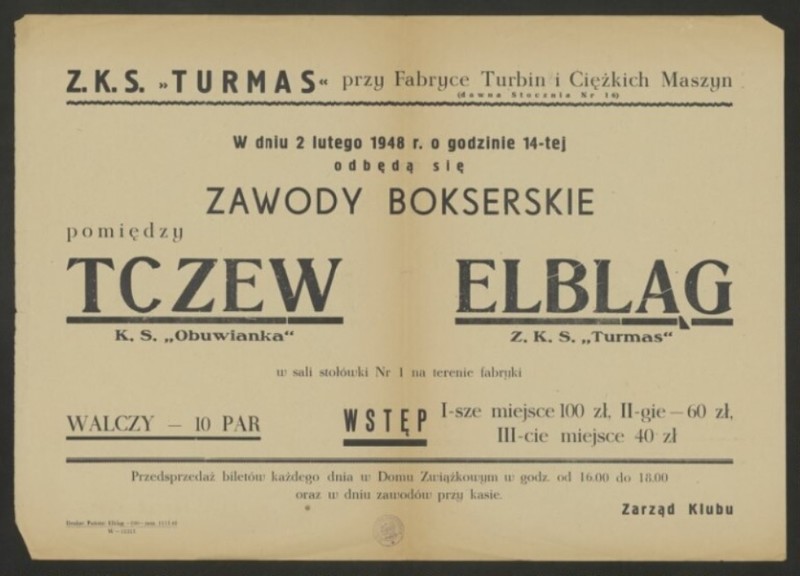 Z.K.S. »TURMAS« przy Fabryce Turbin i Ciężkich Maszyn
(dawna Stocznia Nr 16)
W dniu 2 lutego 1948 r. o godzinie 14-tej
odbędą się
ZAWODY BOKSERSKIE
pomiędzy
TCZEW ELBLĄG
K. S. „Obuwianka“ Z. K. S. „Turmas“
w sali stołówki Nr 1 na terenie fabryki
WALCZY — 10 PAR WSTĘP I-sze miejsce 100 zł, II-gie — 60 zł,
III-cie miejsce 40 zł
Przedsprzedaż biletów każdego dnia w Domu Związkowym w godz. od 16.00 do 18.00
oraz w dniu zawodów przy kasie.
Zarząd Klubu
Elbląg